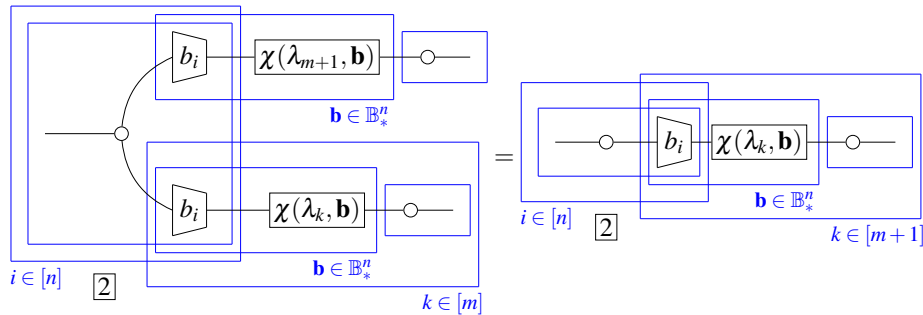 b_i χ(λ_{m+1}, **b**)
**b** ∈ 𝔹^n_*
=
b_i χ(λ_k, **b**)
**b** ∈ 𝔹^n_*
i ∈ [n] 2
k ∈ [m]
b_i χ(λ_k, **b**)
**b** ∈ 𝔹^n_*
i ∈ [n] 2
k ∈ [m+1]